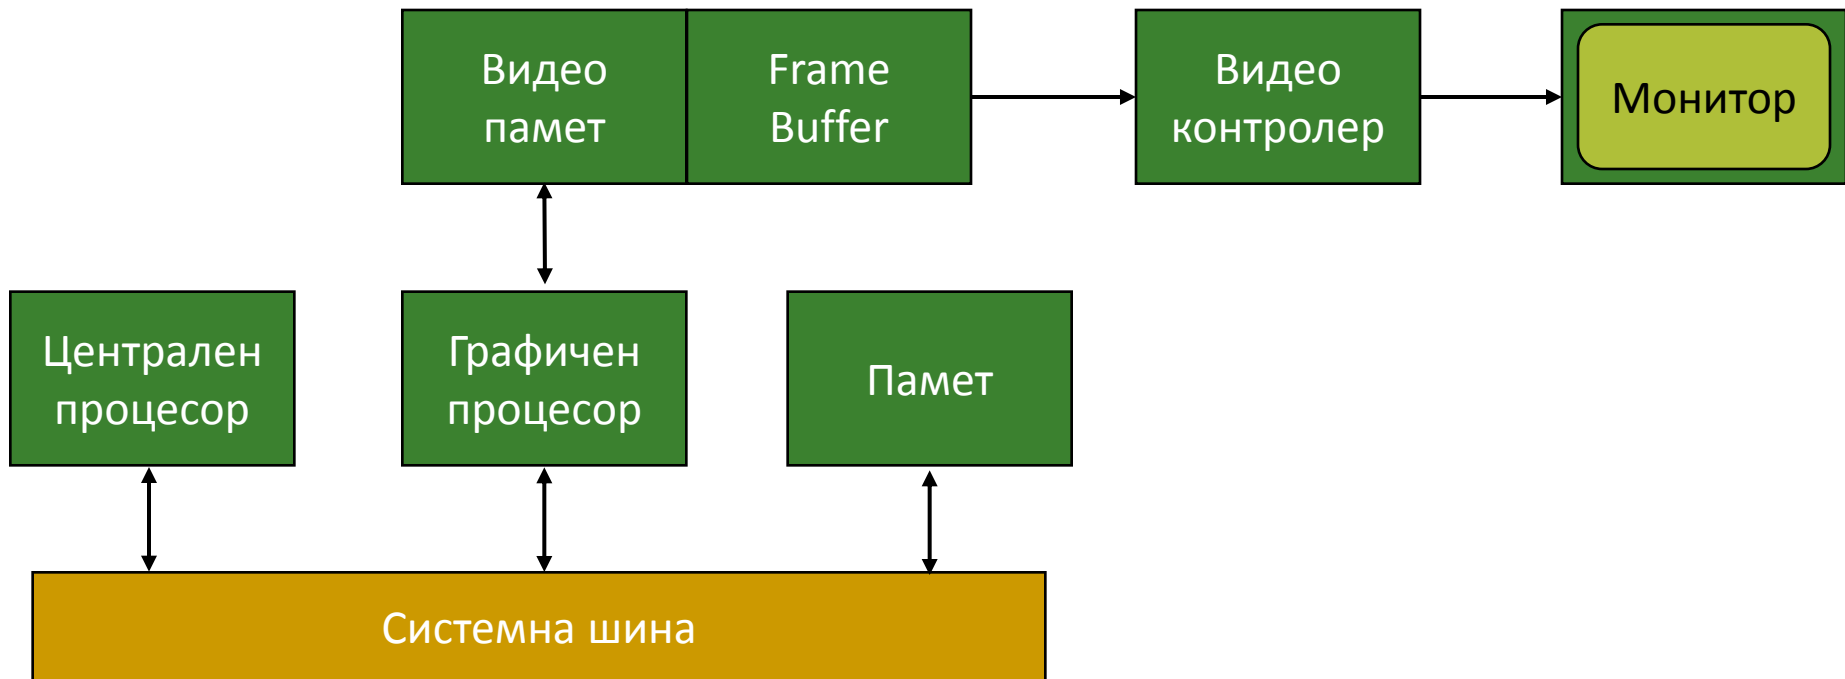 Видео
памет
Frame
Buffer
Видео
контролер
Монитор
Централен
процесор
Графичен
процесор
Памет
Системна шина